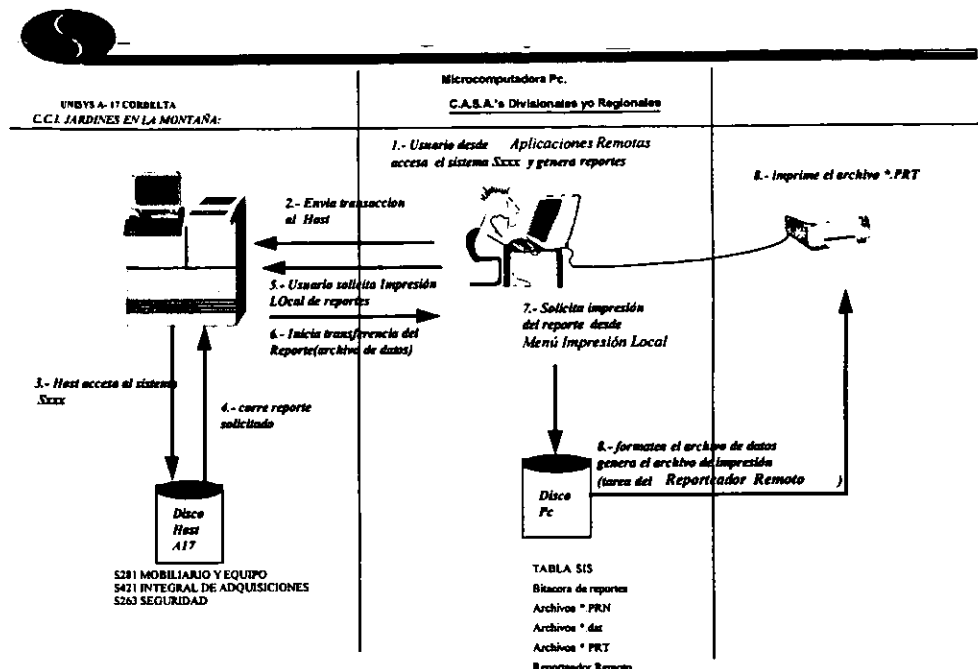 Microcomputadora Pc.
UNISYS A- 17 CORDELTA
C.C.I. JARDINES EN LA MONTAÑA:
C.A.S.A.'s Divisionales yo Regionales
1.- Usuario desde Aplicaciones Remotas
accesa el sistema Sxxx y genera reportes
8.- Imprime el archivo *.PRT
2.- Envia transaccion
al Host
5.- Usuario solicita Impresión
LOcal de reportes
6.- Inicia transferencia del
Reporte(archivo de datos)
7.- Solicita impresión
del reporte desde
Menú Impresión Local
3.- Host accesa al sistema
Sxxx
4.- corre reporte
solicitado
8.- formatea el archivo de datos
genera el archivo de impresión
(tarea del Reporteador Remoto )
Disco
Host
A17
Disco
Pc
S281 MOBILIARIO Y EQUIPO
S421 INTEGRAL DE ADQUISICIONES
S263 SEGURIDAD
TABLA SIS
Bitacora de reportes
Archivos *.PRN
Archivos *.dat
Archivos *.PRT
Reporteador Remoto